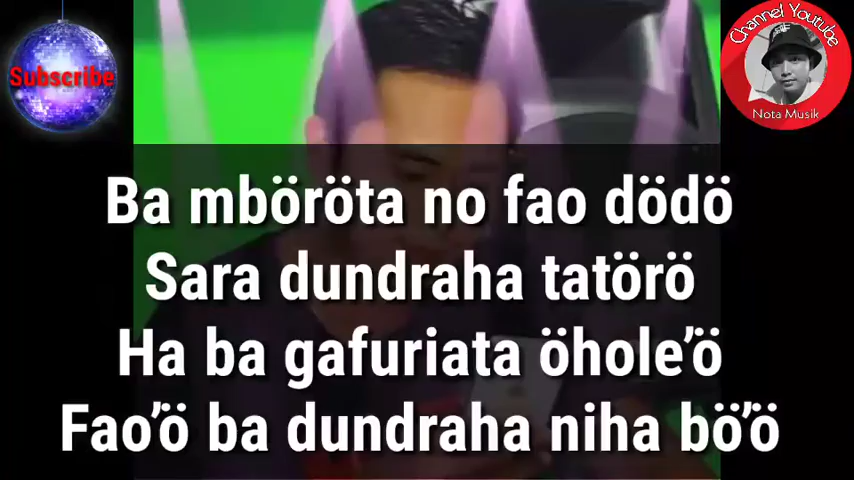 Subscribe
Channel Youtube
Nota Musik
Ba mböröta no fao dödö
Sara dundraha tatörö
Ha ba gafuriata öhole'ö
Fao'ö ba dundraha niha bö'ö